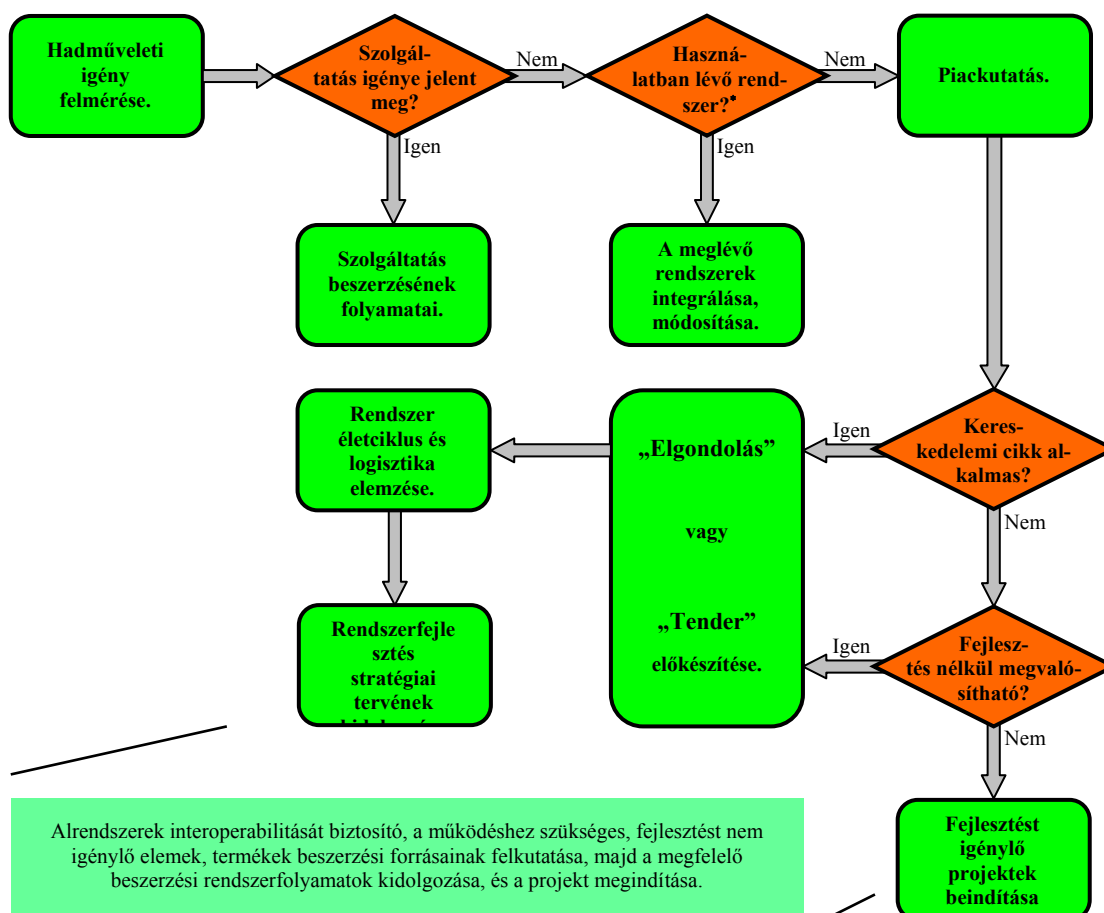 Hadműveleti
igény
felmérése.
Szolgál-
tatás igénye jelent
meg?
Nem
Igen
Haszná-
latban lévő rend-
szer?*
Nem
Igen
Piackutatás.
Szolgáltatás
beszerzésének
folyamatai.
A meglévő
rendszerek
integrálása,
módosítása.
Keres-
kedelemi cikk al-
kalmas?
Igen
Nem
„Elgondolás”
vagy
„Tender”
előkészítése.
Rendszer
életciklus és
logisztika
elemzése.
Rendszerfejle
sztés
stratégiai
tervének
Fejlesz-
tés nélkül megvaló-
sítható?
Igen
Nem
Fejlesztést
igénylő
projektek
beindítása
Alrendszerek interoperabilitását biztosító, a működéshez szükséges, fejlesztést nem
igénylő elemek, termékek beszerzési forrásainak felkutatása, majd a megfelelő
beszerzési rendszerfolyamatok kidolgozása, és a projekt megindítása.